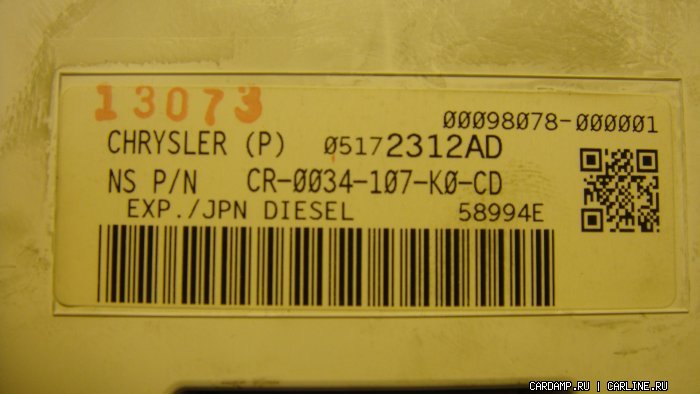 13073
00098078-000001
CHRYSLER (P) 05172312AD
NS P/N CR-0034-107-K0-CD
EXP./JPN DIESEL 58994E
CARDAMP.RU | CARLINE.RU